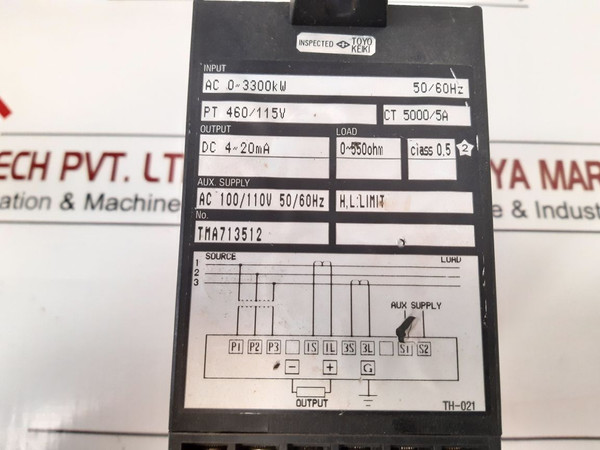 INSPECTED TOYO KEIKI
INPUT
AC 0~3300kW 50/60Hz
PT 460/115V CT 5000/5A
OUTPUT LOAD
DC 4~20mA 0~550ohm class 0.5 2
AUX. SUPPLY
AC 100/110V 50/60Hz H,L:LIMIT
No.
TMA713512
SOURCE LOAD
1
2
3
AUX SUPPLY
P1 P2 P3 1S 1L 3S 3L S1 S2
− + G
OUTPUT
TH-021
ECH PVT. LT YA MAR
ation & Machine e & Indust